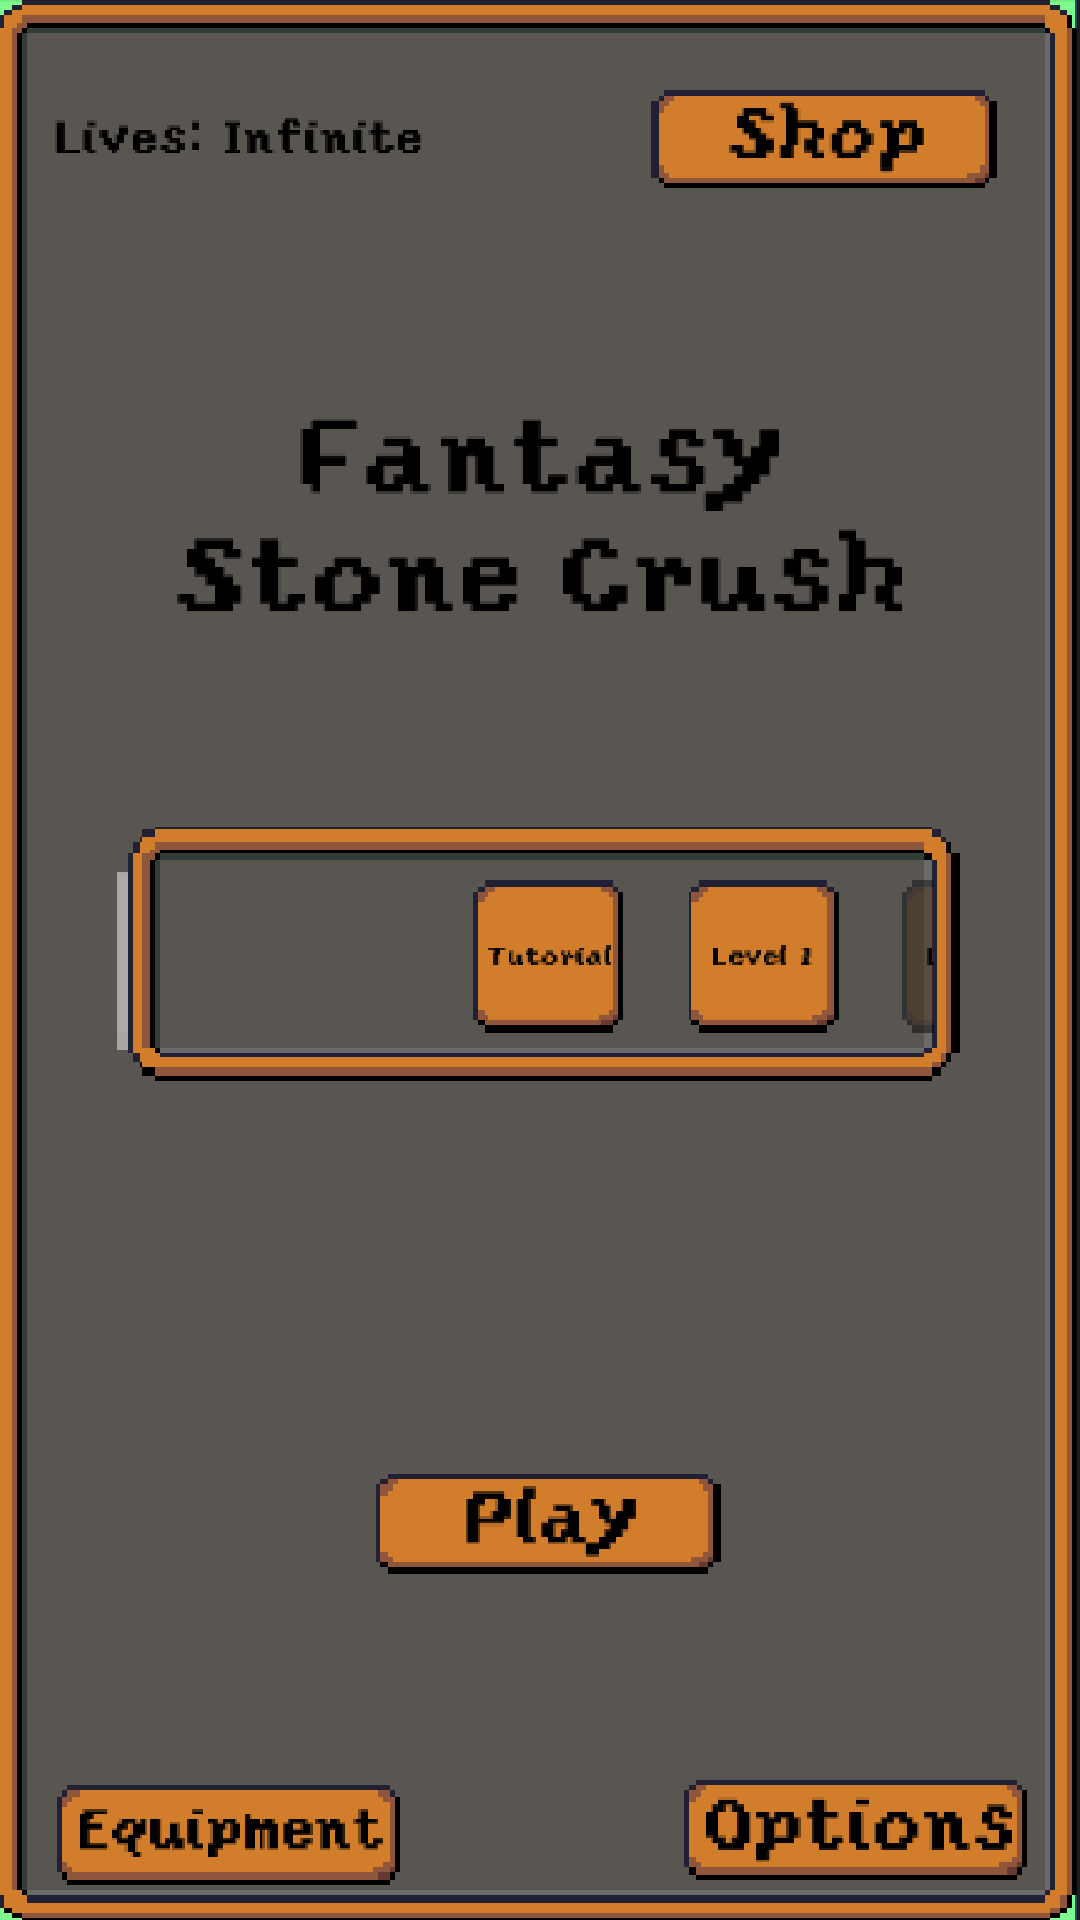 Lives: Infinite
Shop
Fantasy
Stone Crush
Tutorial
Level 1
Play
Equipment
Options